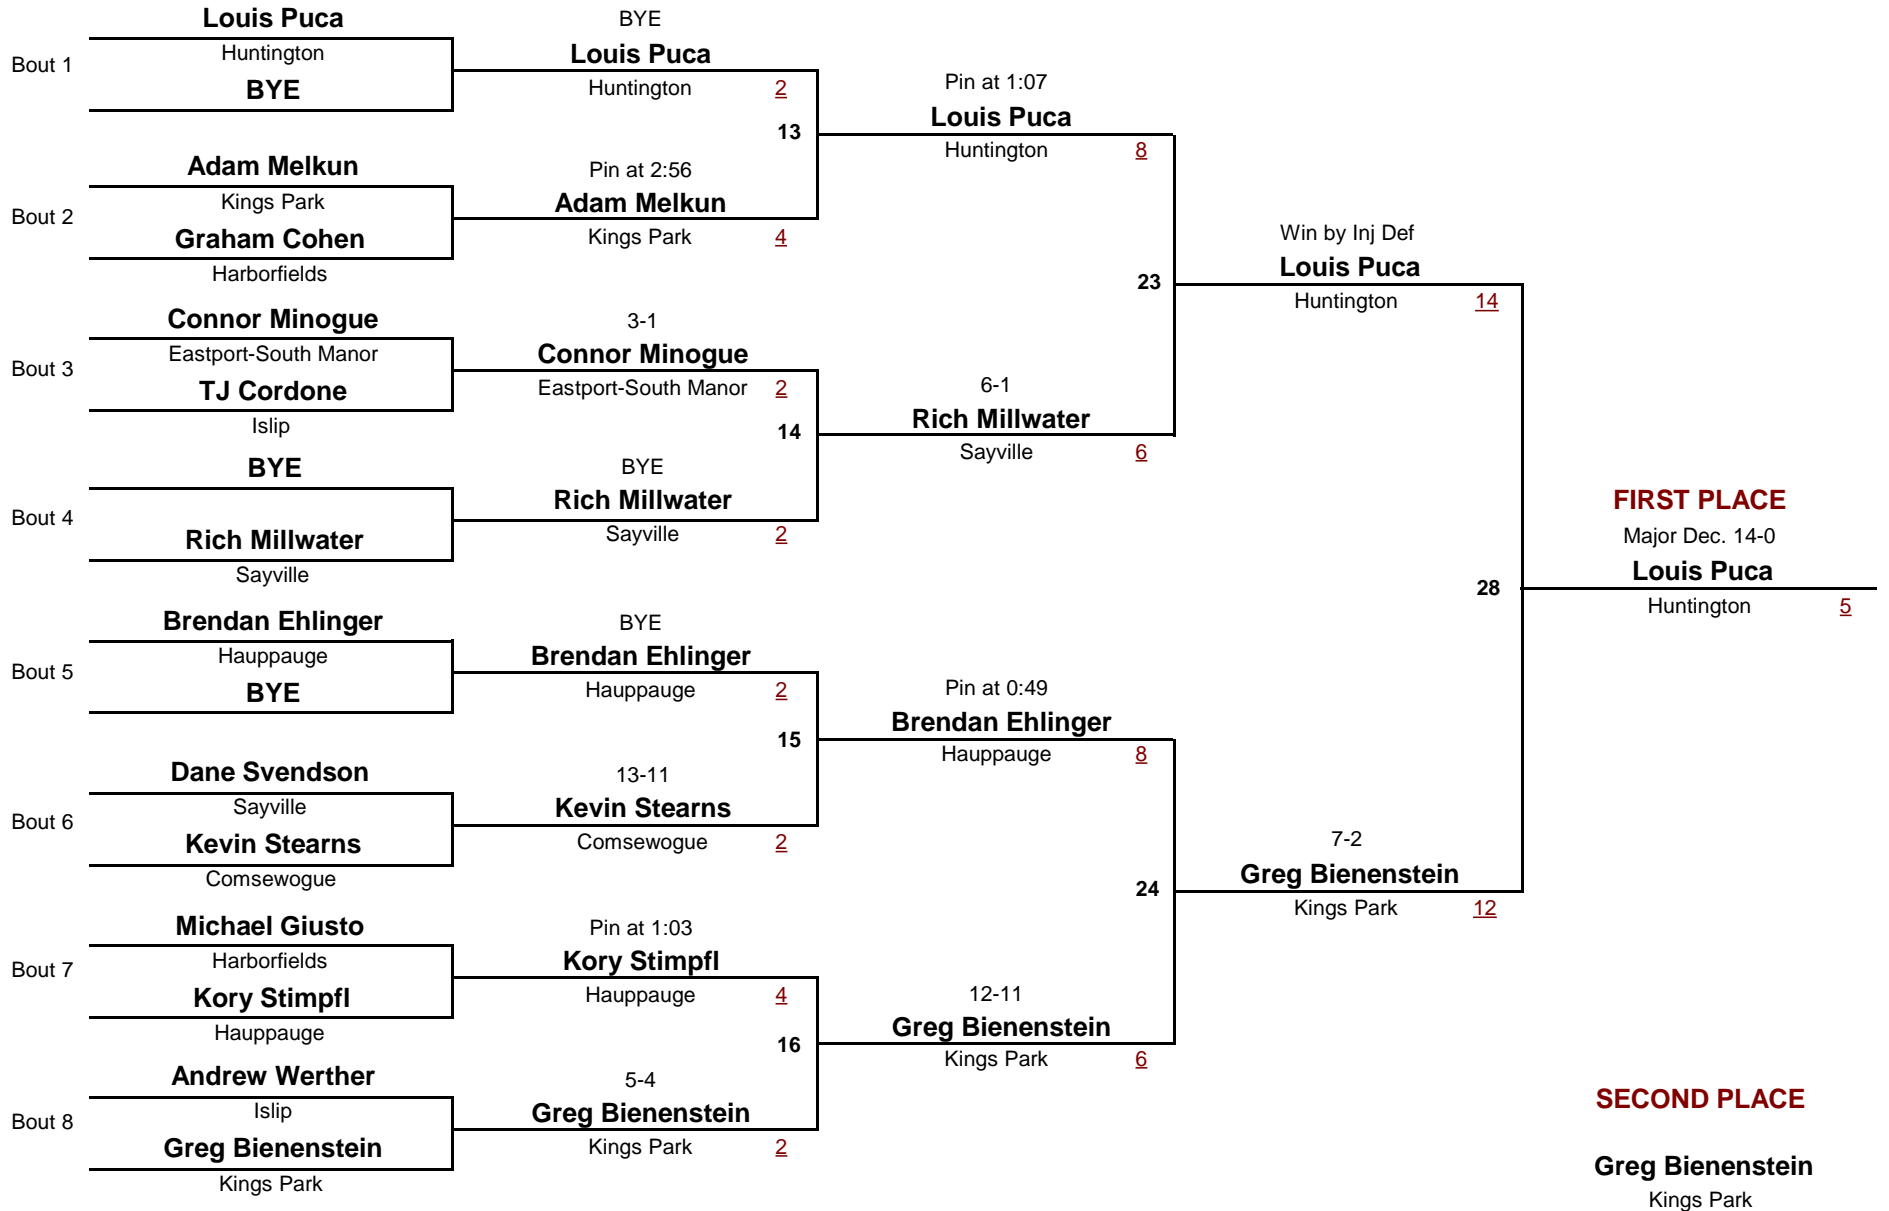 Louis Puca
Bout 1
Huntington
BYE
Adam Melkun
Bout 2
Kings Park
Graham Cohen
Harborfields
Connor Minogue
Bout 3
Eastport-South Manor
TJ Cordone
Islip
BYE
Bout 4
Rich Millwater
Sayville
Brendan Ehlinger
Bout 5
Hauppauge
BYE
Dane Svendson
Bout 6
Sayville
Kevin Stearns
Comsewogue
Michael Giusto
Bout 7
Harborfields
Kory Stimpfl
Hauppauge
Andrew Werther
Bout 8
Islip
Greg Bienenstein
Kings Park
BYE
Louis Puca
Huntington 2
13
Pin at 2:56
Adam Melkun
Kings Park 4
3-1
Connor Minogue
Eastport-South Manor 2
14
BYE
Rich Millwater
Sayville 2
BYE
Brendan Ehlinger
Hauppauge 2
15
13-11
Kevin Stearns
Comsewogue 2
Pin at 1:03
Kory Stimpfl
Hauppauge 4
16
5-4
Greg Bienenstein
Kings Park 2
Pin at 1:07
Louis Puca
Huntington 8
23
6-1
Rich Millwater
Sayville 6
Pin at 0:49
Brendan Ehlinger
Hauppauge 8
24
12-11
Greg Bienenstein
Kings Park 6
Win by Inj Def
Louis Puca
Huntington 14
28
7-2
Greg Bienenstein
Kings Park 12
FIRST PLACE
Major Dec. 14-0
Louis Puca
Huntington 5
SECOND PLACE
Greg Bienenstein
Kings Park